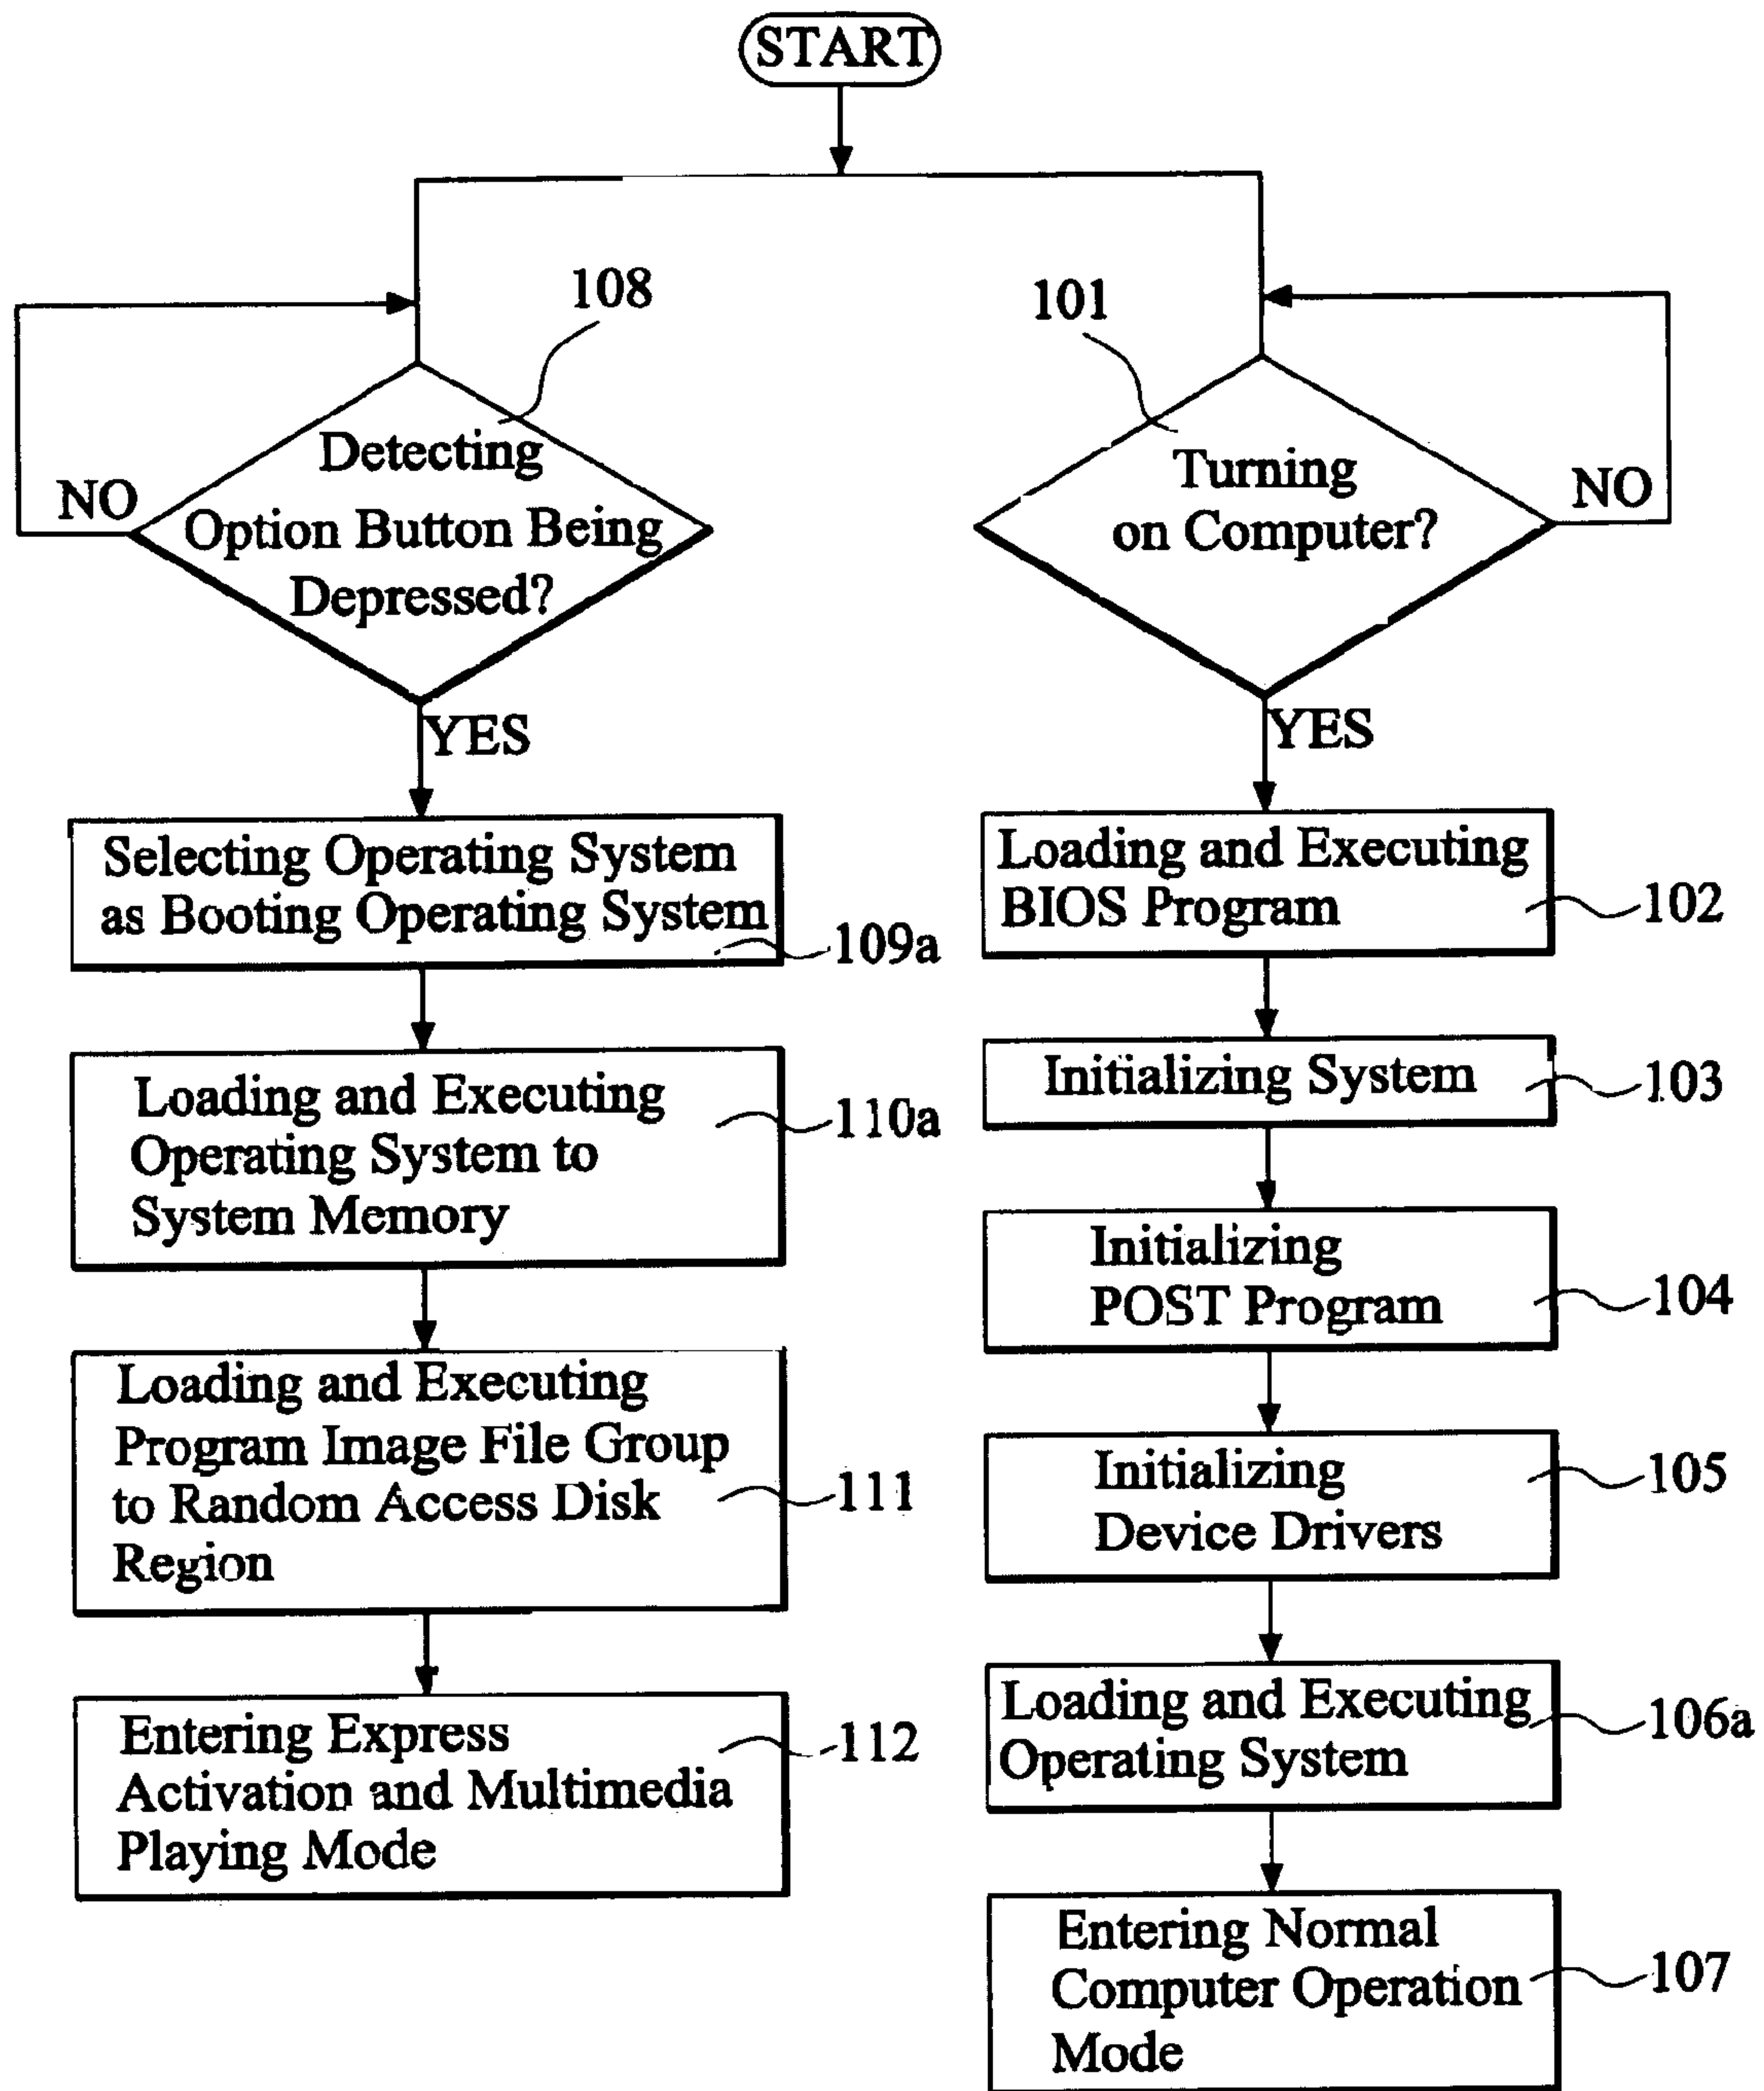 START
108
Detecting
Option Button Being
Depressed?
NO
YES
Selecting Operating System
as Booting Operating System
109a
Loading and Executing
Operating System to
System Memory
110a
Loading and Executing
Program Image File Group
to Random Access Disk
Region
111
Entering Express
Activation and Multimedia
Playing Mode
112
101
Turning
on Computer?
NO
YES
Loading and Executing
BIOS Program
102
Initializing System
103
Initializing
POST Program
104
Initializing
Device Drivers
105
Loading and Executing
Operating System
106a
Entering Normal
Computer Operation
Mode
107